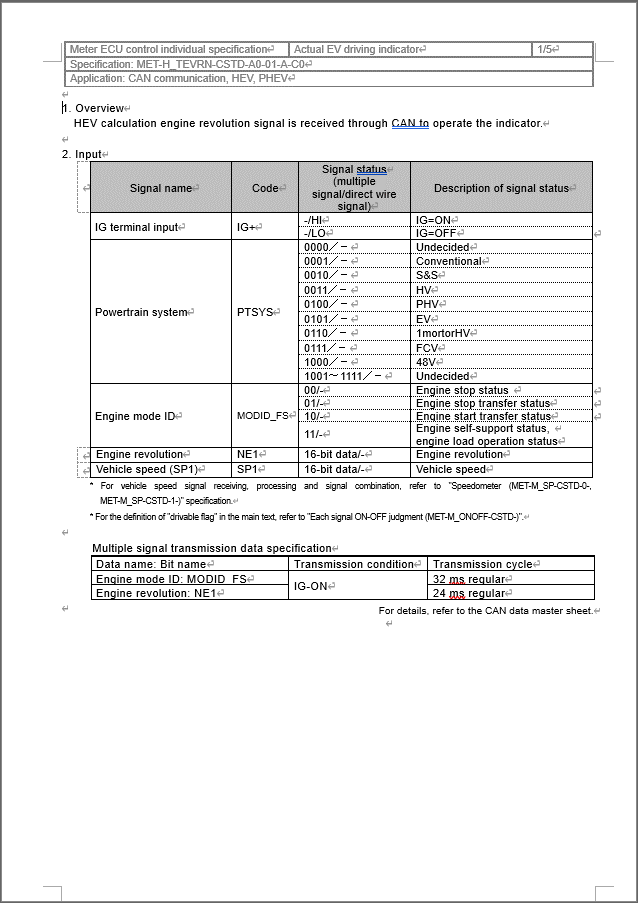 Meter ECU control individual specification Actual EV driving indicator 1/5
Specification: MET-H_TEVRN-CSTD-A0-01-A-C0
Application: CAN communication, HEV, PHEV
1. Overview
HEV calculation engine revolution signal is received through CAN to operate the indicator.
2. Input
Signal name Code Signal status (multiple signal/direct wire signal) Description of signal status
IG terminal input IG+ -/HI IG=ON
-/LO IG=OFF
Powertrain system PTSYS 0000／－ Undecided
0001／－ Conventional
0010／－ S&S
0011／－ HV
0100／－ PHV
0101／－ EV
0110／－ 1mortorHV
0111／－ FCV
1000／－ 48V
1001～1111／－ Undecided
Engine mode ID MODID_FS 00/- Engine stop status
01/- Engine stop transfer status
10/- Engine start transfer status
11/- Engine self-support status,
engine load operation status
Engine revolution NE1 16-bit data/- Engine revolution
Vehicle speed (SP1) SP1 16-bit data/- Vehicle speed
* For vehicle speed signal receiving, processing and signal combination, refer to "Speedometer (MET-M_SP-CSTD-0-,
MET-M_SP-CSTD-1-)" specification.
* For the definition of "drivable flag" in the main text, refer to "Each signal ON-OFF judgment (MET-M_ONOFF-CSTD-)".
Multiple signal transmission data specification
Data name: Bit name Transmission condition Transmission cycle
Engine mode ID: MODID_FS IG-ON 32 ms regular
Engine revolution: NE1 24 ms regular
For details, refer to the CAN data master sheet.